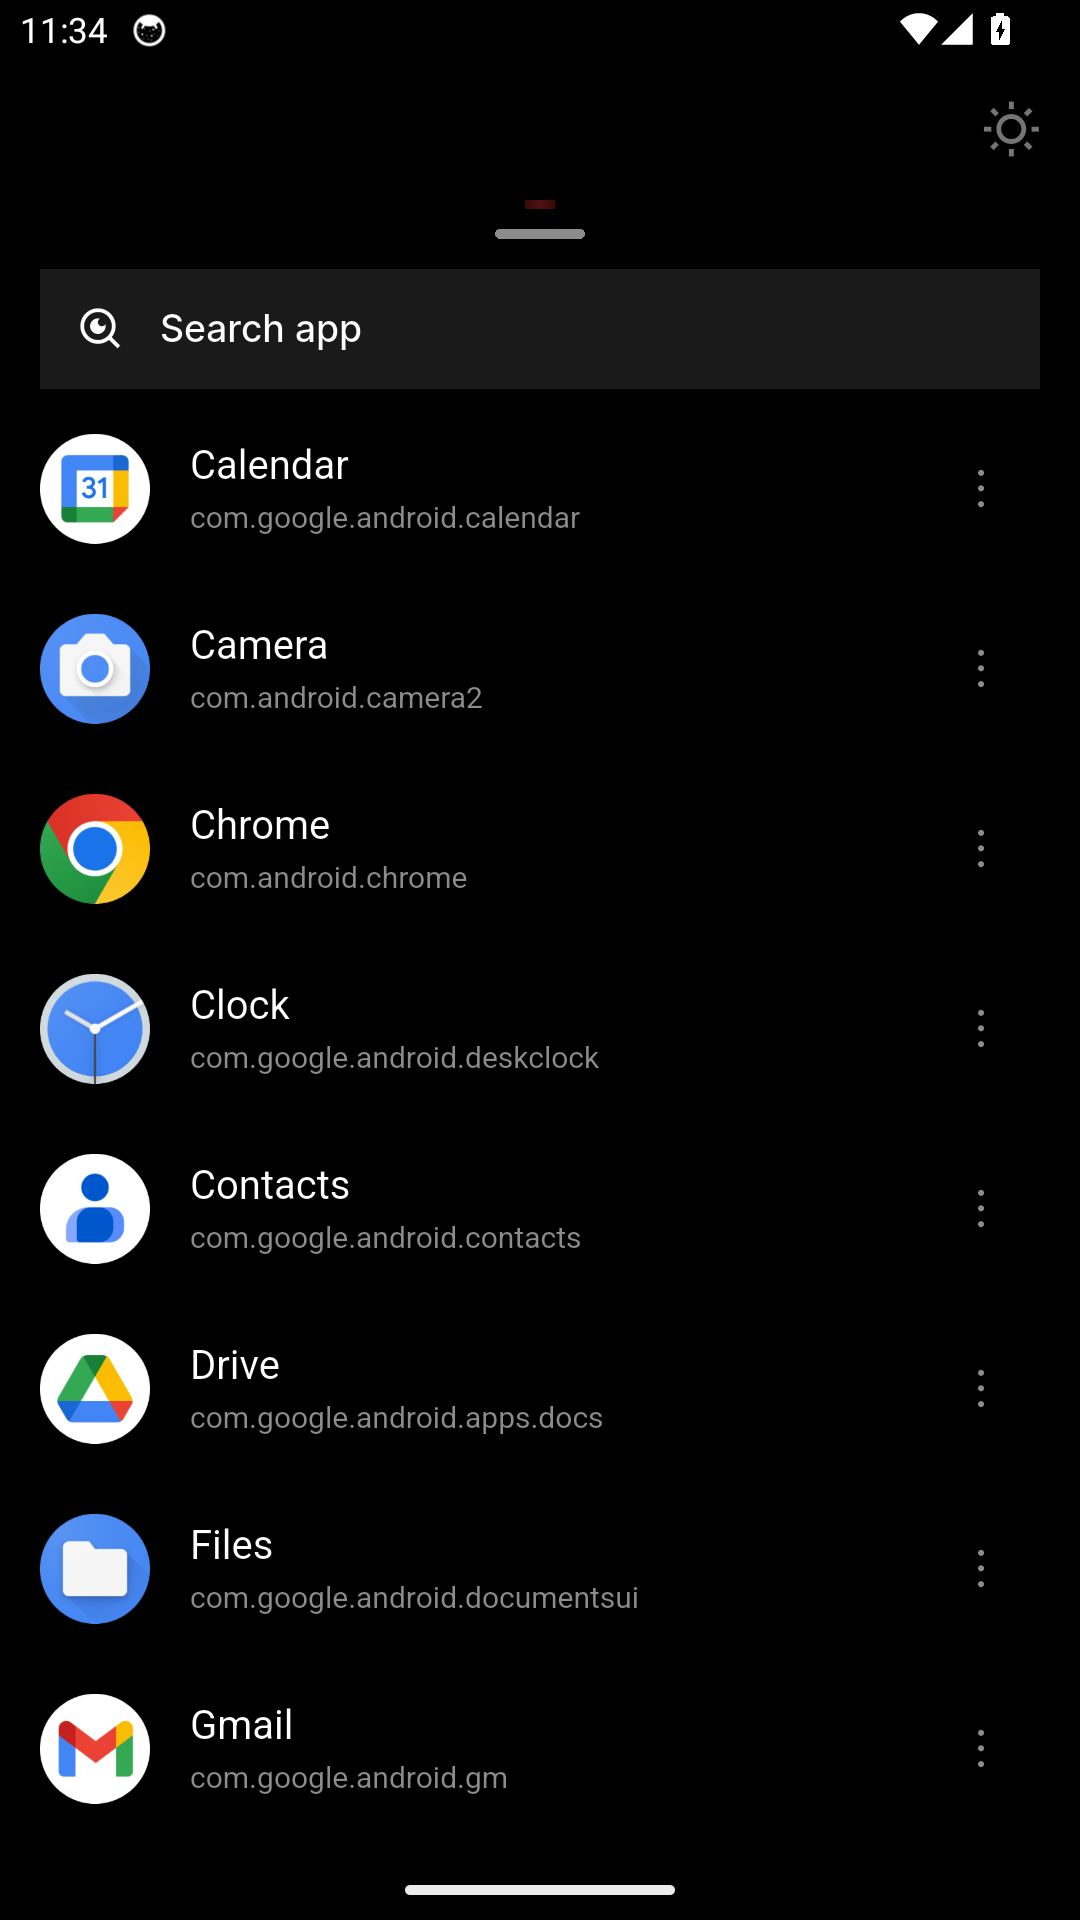 11:34
Search app
31
Calendar
com.google.android.calendar
Camera
com.android.camera2
Chrome
com.android.chrome
Clock
com.google.android.deskclock
Contacts
com.google.android.contacts
Drive
com.google.android.apps.docs
Files
com.google.android.documentsui
Gmail
com.google.android.gm